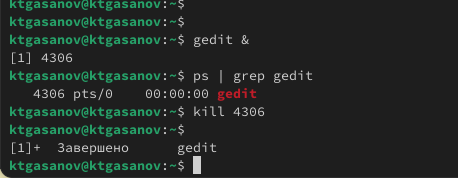 ktgasanov@ktgasanov:~$
ktgasanov@ktgasanov:~$
ktgasanov@ktgasanov:~$ gedit &
[1] 4306
ktgasanov@ktgasanov:~$ ps | grep gedit
   4306 pts/0    00:00:00 gedit
ktgasanov@ktgasanov:~$ kill 4306
ktgasanov@ktgasanov:~$
[1]+  Завершено      gedit
ktgasanov@ktgasanov:~$